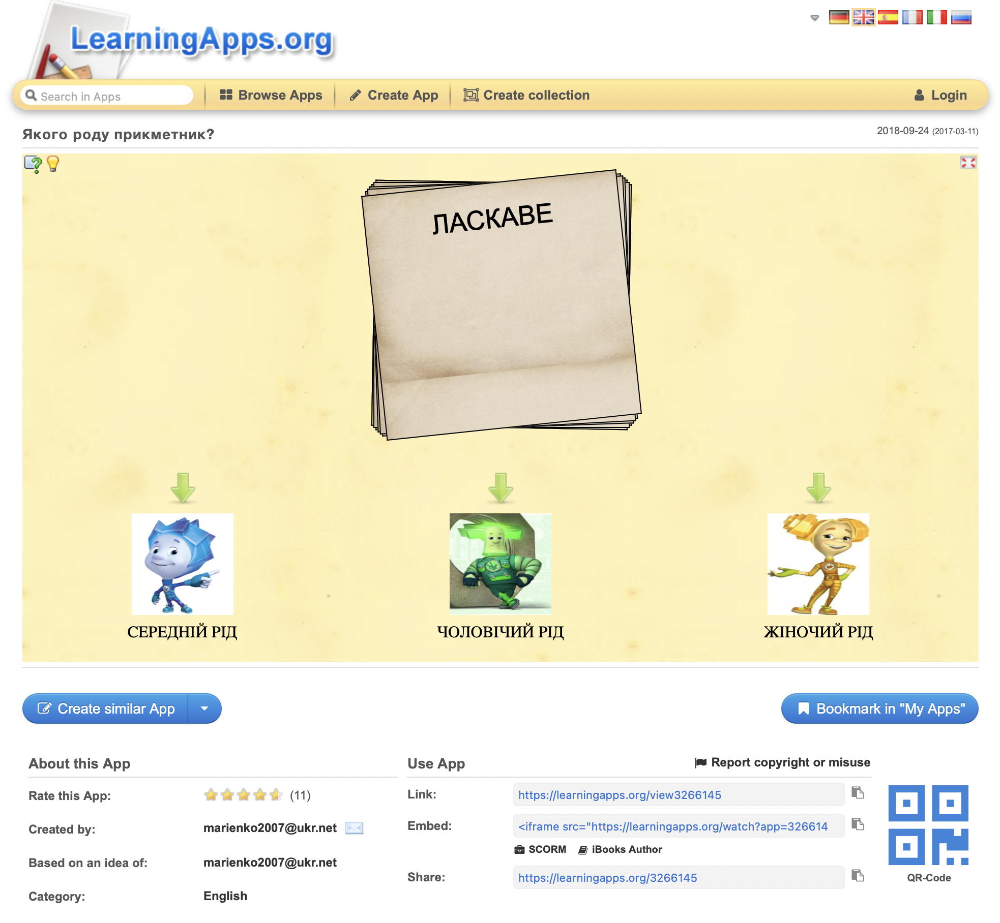 LearningApps.org
Search in Apps
Browse Apps
Create App
Create collection
Login
Якого роду прикметник?
2018-09-24 (2017-03-11)
ЛАСКАВЕ
СЕРЕДНІЙ РІД
ЧОЛОВІЧИЙ РІД
ЖІНОЧИЙ РІД
Create similar App
Bookmark in "My Apps"
About this App
Rate this App: (11)
Created by: marienko2007@ukr.net
Based on an idea of: marienko2007@ukr.net
Category: English
Use App
Report copyright or misuse
Link: https://learningapps.org/view3266145
Embed: <iframe src="https://learningapps.org/watch?app=326614
SCORM iBooks Author
Share: https://learningapps.org/3266145
QR-Code